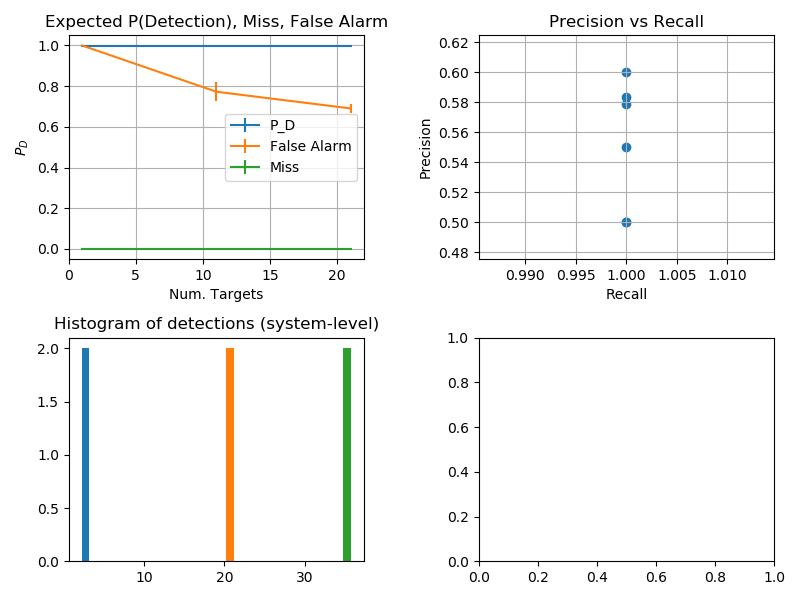 Expected P(Detection), Miss, False Alarm
1.0
0.8
0.6
0.4
0.2
0.0
P_D
P_D
False Alarm
Miss
0 5 10 15 20
Num. Targets
Precision vs Recall
0.62
0.60
0.58
0.56
0.54
0.52
0.50
0.48
Precision
0.990 0.995 1.000 1.005 1.010
Recall
Histogram of detections (system-level)
2.0
1.5
1.0
0.5
0.0
10 20 30
1.0
0.8
0.6
0.4
0.2
0.0
0.0 0.2 0.4 0.6 0.8 1.0